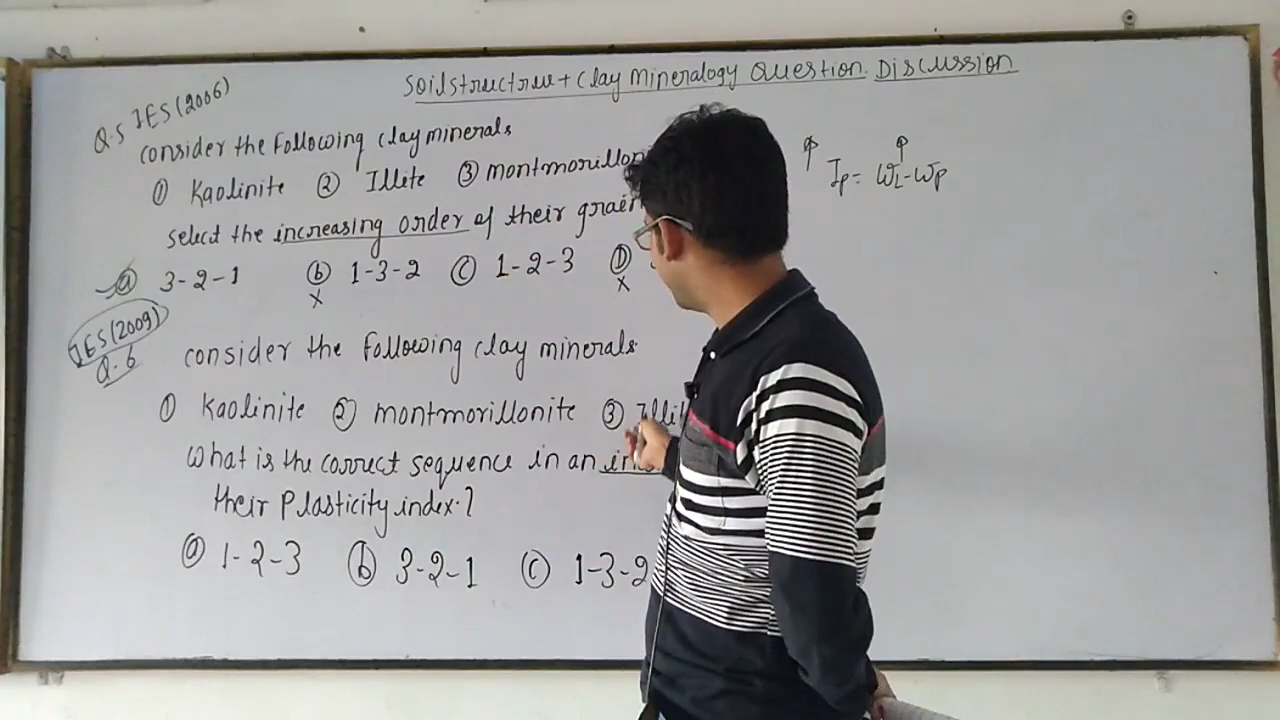 Soil structure + Clay Mineralogy Question Discussion
Q.5 IES (2006)
Consider the following clay minerals
① Kaolinite ② Illite ③ montmorilloni
select the increasing order of their grain
ⓐ 3-2-1 ⓑ 1-3-2 ⓒ 1-2-3 Ⓓ
X X
IES (2009)
Q.6
Consider the following clay minerals
① Kaolinite ② montmorillonite ③ Illit
What is the correct sequence in an
their Plasticity index?
ⓐ 1-2-3 ⓑ 3-2-1 ⓒ 1-3-2
Ip = WL - Wp